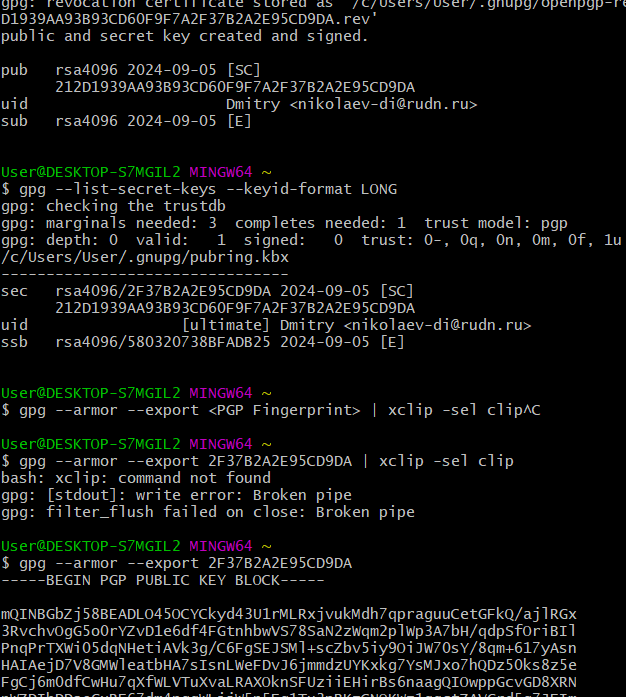 gpg: revocation certificate stored as '/c/Users/User/.gnupg/openpgp-re
D1939AA93B93CD60F9F7A2F37B2A2E95CD9DA.rev'
public and secret key created and signed.
pub   rsa4096 2024-09-05 [SC]
      212D1939AA93B93CD60F9F7A2F37B2A2E95CD9DA
uid                      Dmitry <nikolaev-di@rudn.ru>
sub   rsa4096 2024-09-05 [E]
User@DESKTOP-S7MGIL2 MINGW64 ~
$ gpg --list-secret-keys --keyid-format LONG
gpg: checking the trustdb
gpg: marginals needed: 3  completes needed: 1  trust model: pgp
gpg: depth: 0  valid:   1  signed:   0  trust: 0-, 0q, 0n, 0m, 0f, 1u
/c/Users/User/.gnupg/pubring.kbx
--------------------------------
sec   rsa4096/2F37B2A2E95CD9DA 2024-09-05 [SC]
      212D1939AA93B93CD60F9F7A2F37B2A2E95CD9DA
uid                 [ultimate] Dmitry <nikolaev-di@rudn.ru>
ssb   rsa4096/580320738BFADB25 2024-09-05 [E]
User@DESKTOP-S7MGIL2 MINGW64 ~
$ gpg --armor --export <PGP Fingerprint> | xclip -sel clip^C
User@DESKTOP-S7MGIL2 MINGW64 ~
$ gpg --armor --export 2F37B2A2E95CD9DA | xclip -sel clip
bash: xclip: command not found
gpg: [stdout]: write error: Broken pipe
gpg: filter_flush failed on close: Broken pipe
User@DESKTOP-S7MGIL2 MINGW64 ~
$ gpg --armor --export 2F37B2A2E95CD9DA
-----BEGIN PGP PUBLIC KEY BLOCK-----
mQINBGbZj58BEADLO45OCYCkyd43U1rMLRxjvukMdh7qpraguuCetGFkQ/ajlRGx
3RvchvOgG5o0rYZvD1e6df4FGtnhbwVS78SaN2zWqm2plWp3A7bH/qdpSfOriBIl
PnqPrTXWi05dqNHetiAVk3g/C6FgSEJSMl+scZbv5iy9OiJW7OsY/8qm+617yAsn
HAIAejD7V8GMWleatbHA7sIsnLWeFDvJ6jmmdzUYKxkg7YsMJxo7hQDz5Oks8z5e
FgCj6m0dfCwHu7qXfWLVTuXvaLRAXOknSFUziiEHirBs6naagQIOwppGcvGD8XRN